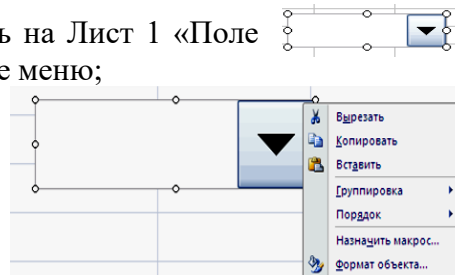 ь на Лист 1 «Поле
е меню;
Вырезать
Копировать
Вставить
Группировка
Порядок
Назначить макрос...
Формат объекта...